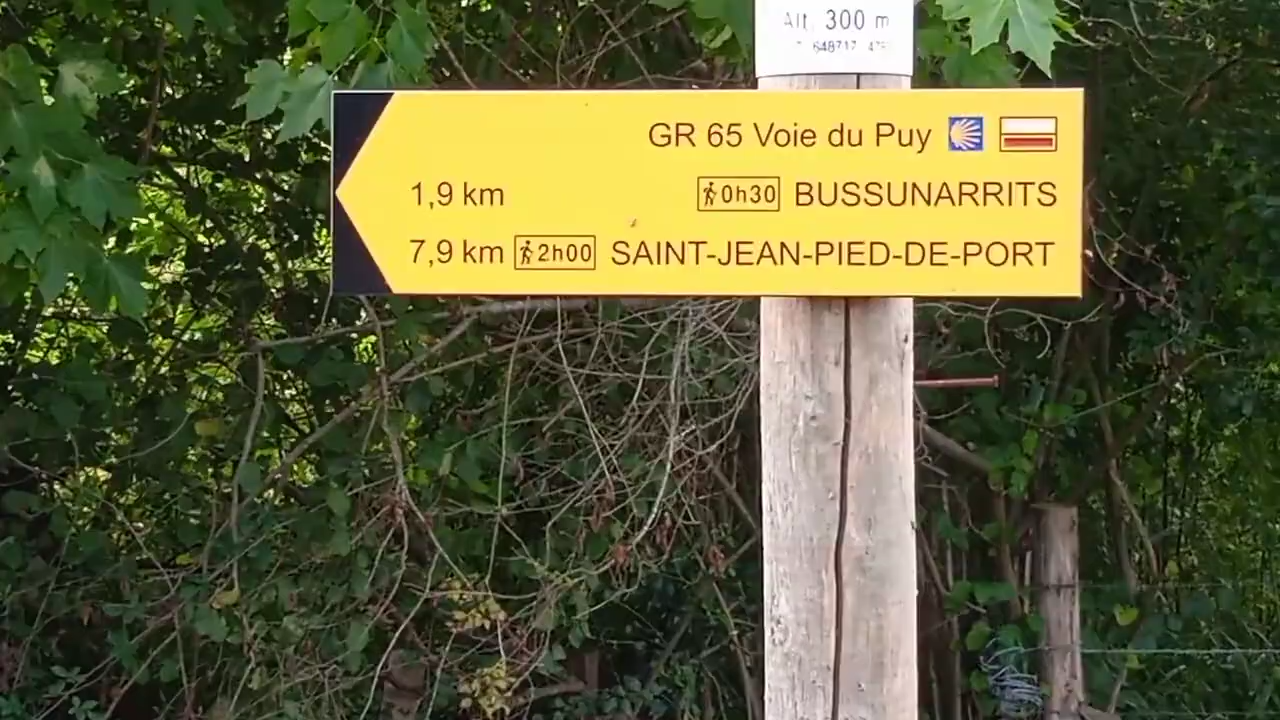 Alt. 300 m
648717
GR 65 Voie du Puy
1,9 km 0h30 BUSSUNARRITS
7,9 km 2h00 SAINT-JEAN-PIED-DE-PORT